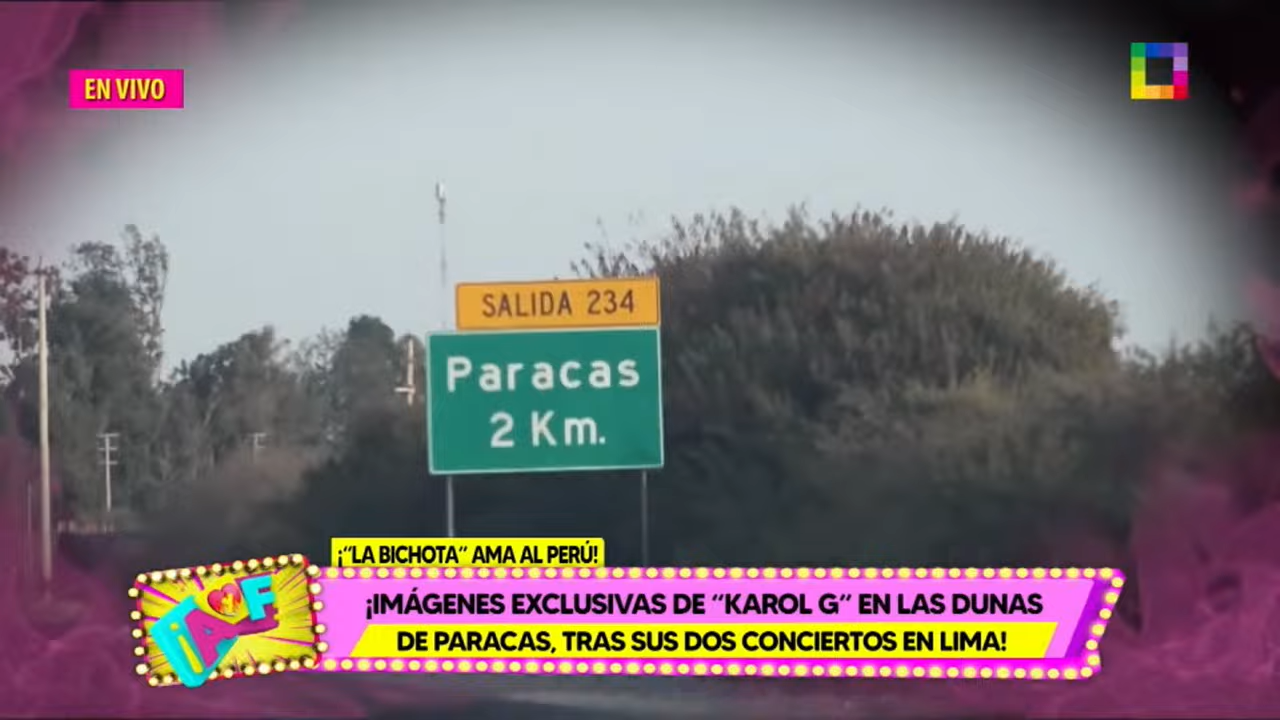 EN VIVO
SALIDA 234
Paracas
2 Km.
¡"LA BICHOTA" AMA AL PERÚ!
¡AF
¡IMÁGENES EXCLUSIVAS DE "KAROL G" EN LAS DUNAS
DE PARACAS, TRAS SUS DOS CONCIERTOS EN LIMA!